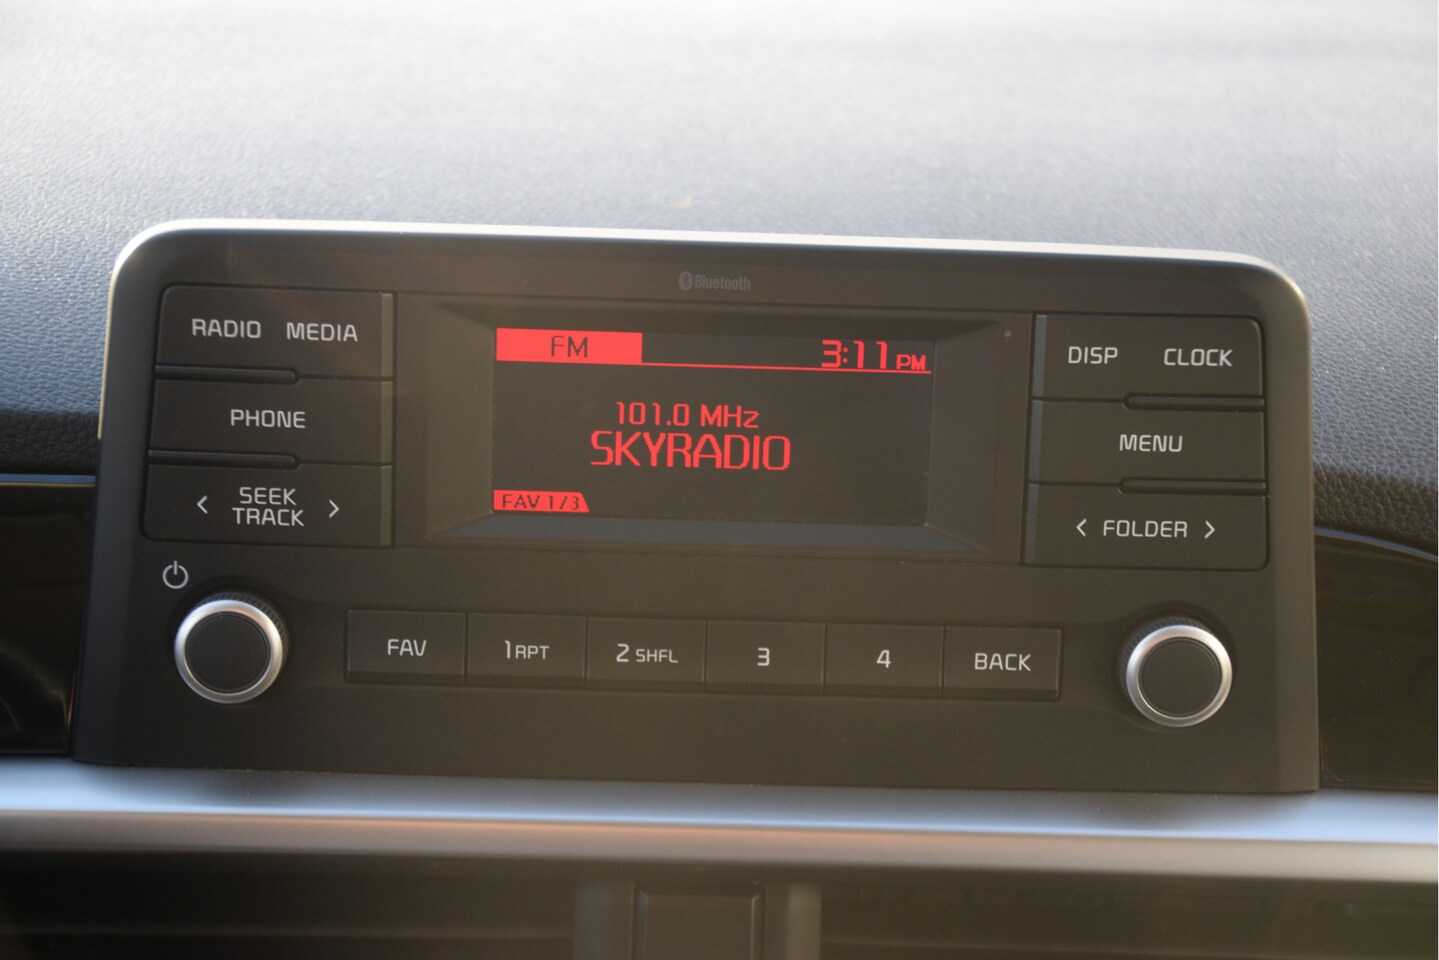 Bluetooth
RADIO MEDIA
PHONE
< SEEK TRACK >
FM 3:11 PM
101.0 MHz
SKYRADIO
FAV 1/3
DISP CLOCK
MENU
< FOLDER >
FAV 1 RPT 2 SHFL 3 4 BACK